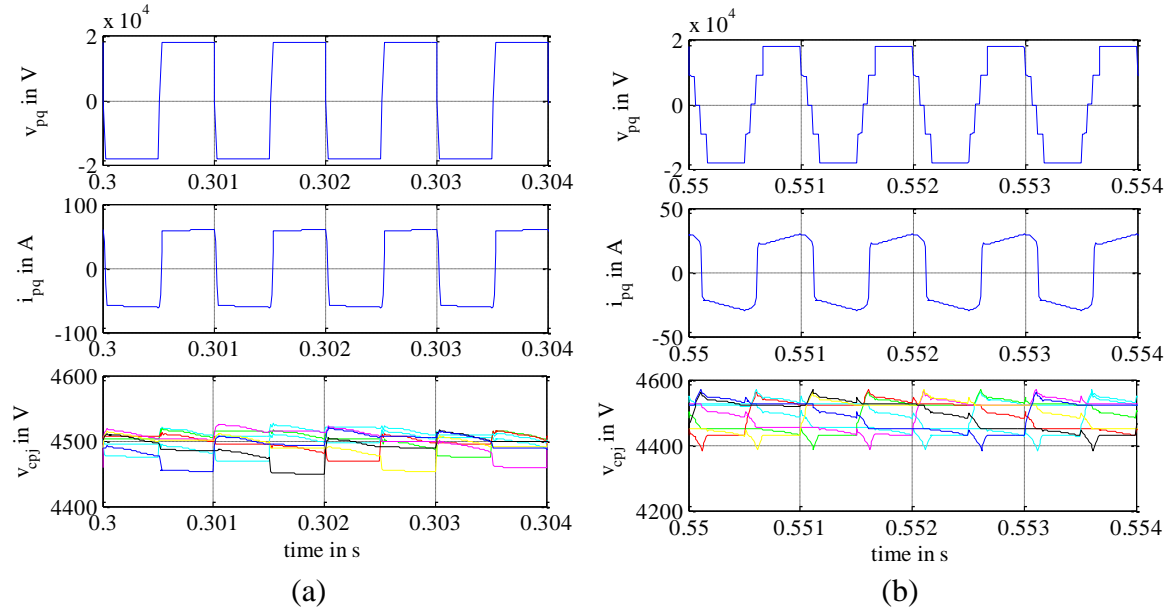 x 10⁴
2
0
-2
v_pq in V
0.3 0.301 0.302 0.303 0.304
100
0
-100
i_pq in A
0.3 0.301 0.302 0.303 0.304
4600
4500
4400
v_cpj in V
0.3 0.301 0.302 0.303 0.304
time in s
(a)
x 10⁴
2
0
-2
v_pq in V
0.55 0.551 0.552 0.553 0.554
50
0
-50
i_pq in A
0.55 0.551 0.552 0.553 0.554
4600
4400
4200
v_cpj in V
0.55 0.551 0.552 0.553 0.554
time in s
(b)